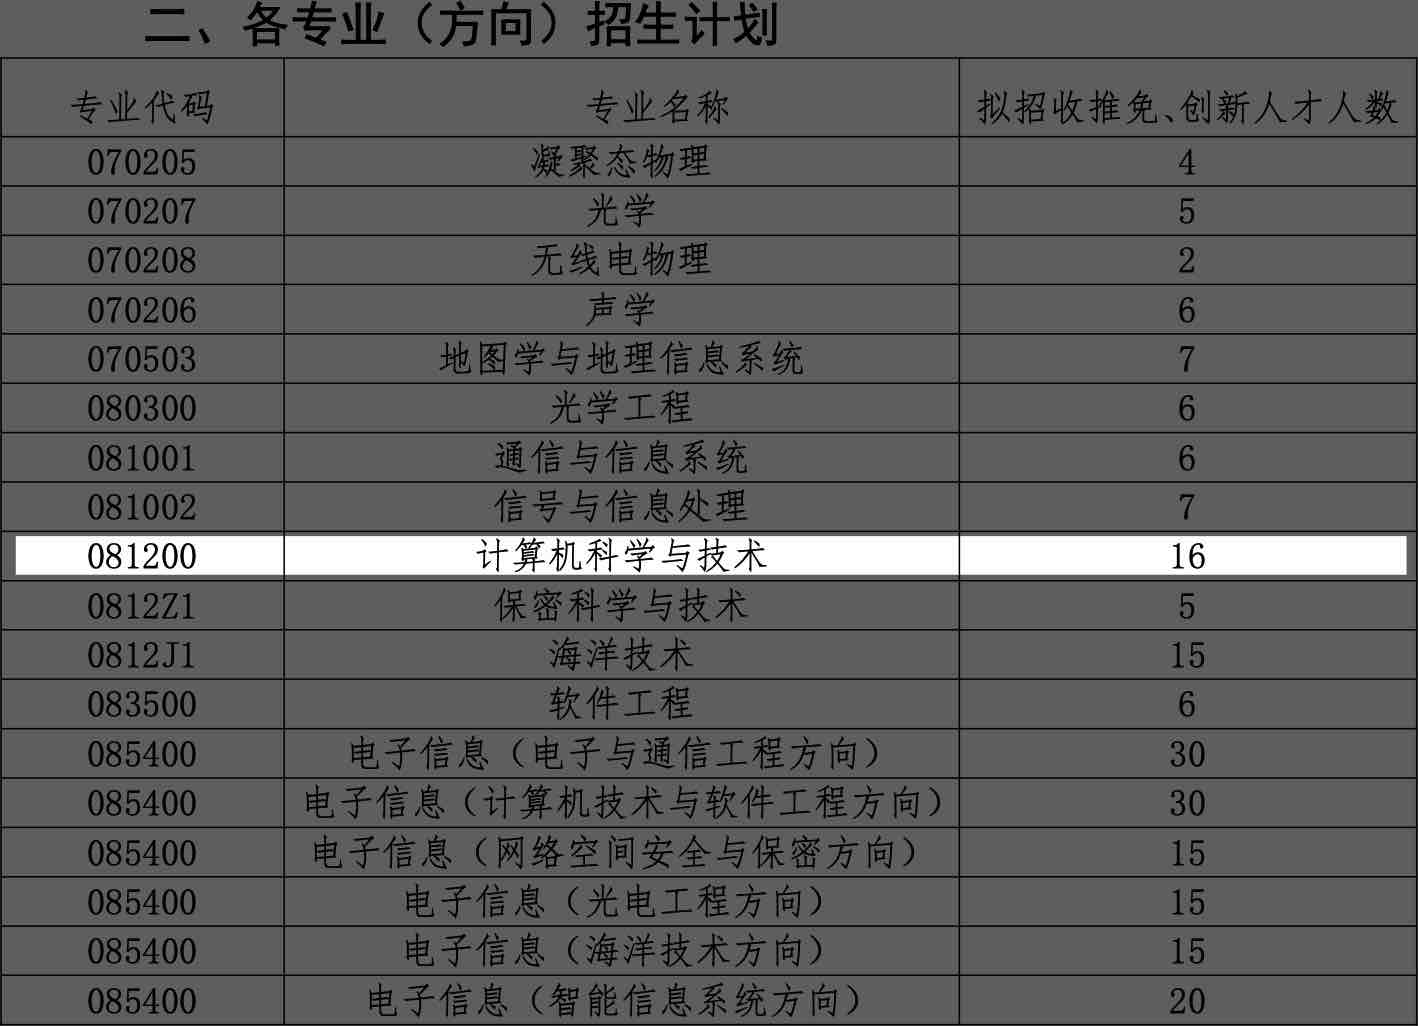 二、各专业（方向）招生计划
专业代码 专业名称 拟招收推免、创新人才人数
070205 凝聚态物理 4
070207 光学 5
070208 无线电物理 2
070206 声学 6
070503 地图学与地理信息系统 7
080300 光学工程 6
081001 通信与信息系统 6
081002 信号与信息处理 7
081200 计算机科学与技术 16
0812Z1 保密科学与技术 5
0812J1 海洋技术 15
083500 软件工程 6
085400 电子信息（电子与通信工程方向） 30
085400 电子信息（计算机技术与软件工程方向） 30
085400 电子信息（网络空间安全与保密方向） 15
085400 电子信息（光电工程方向） 15
085400 电子信息（海洋技术方向） 15
085400 电子信息（智能信息系统方向） 20